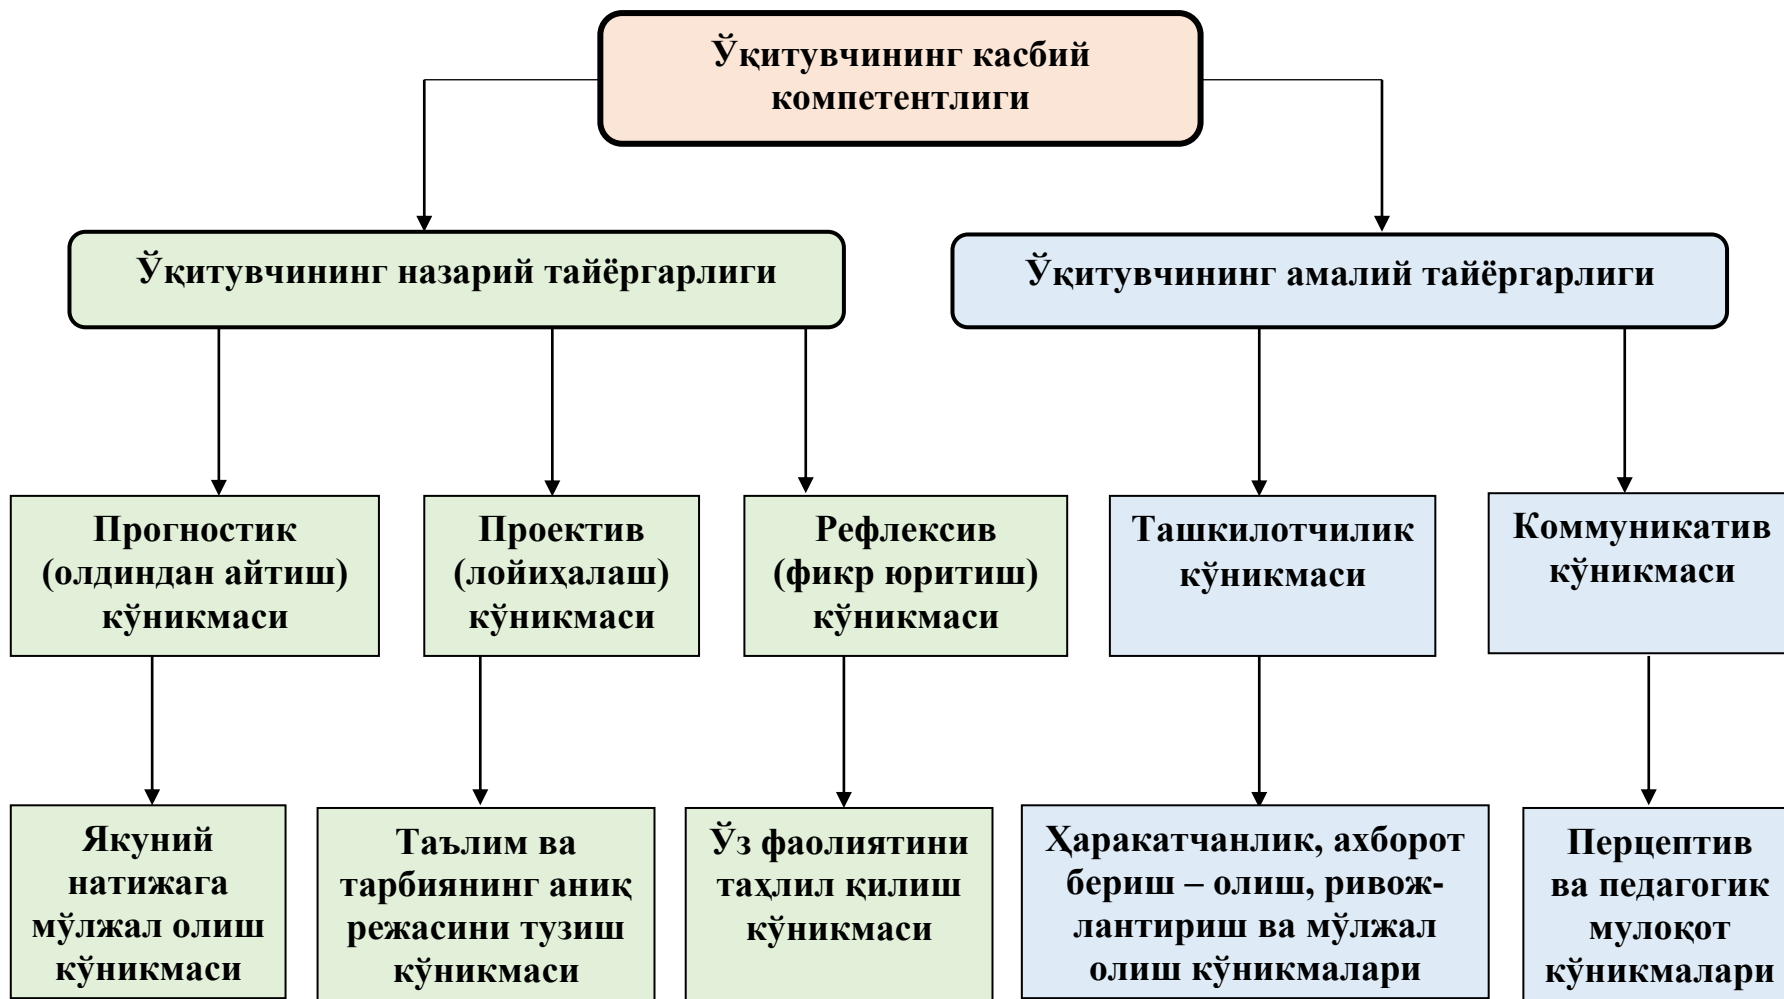 Ўқитувчининг касбий
компетентлиги
Ўқитувчининг назарий тайёргарлиги
Ўқитувчининг амалий тайёргарлиги
Прогностик
(олдиндан айтиш)
кўникмаси
Проектив
(лойиҳалаш)
кўникмаси
Рефлексив
(фикр юритиш)
кўникмаси
Ташкилотчилик
кўникмаси
Коммуникатив
кўникмаси
Якуний
натижага
мўлжал олиш
кўникмаси
Таълим ва
тарбиянинг аниқ
режасини тузиш
кўникмаси
Ўз фаолиятини
таҳлил қилиш
кўникмаси
Ҳаракатчанлик, ахборот
бериш – олиш, ривож-
лантириш ва мўлжал
олиш кўникмалари
Перцептив
ва педагогик
мулоқот
кўникмалари